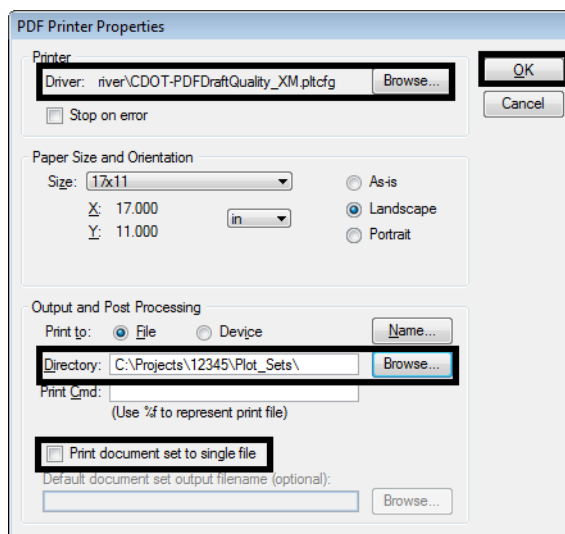 PDF Printer Properties
Printer
Driver: river\CDOT-PDFDraftQuality_XM.pltcfg Browse...
OK
Stop on error
Cancel
Paper Size and Orientation
Size: 17x11
As-is
X: 17.000
in
Landscape
Y: 11.000
Portrait
Output and Post Processing
Print to: File Device Name...
Directory: C:\Projects\12345\Plot_Sets\ Browse...
Print Cmd:
(Use %f to represent print file)
Print document set to single file
Default document set output filename (optional):
Browse...